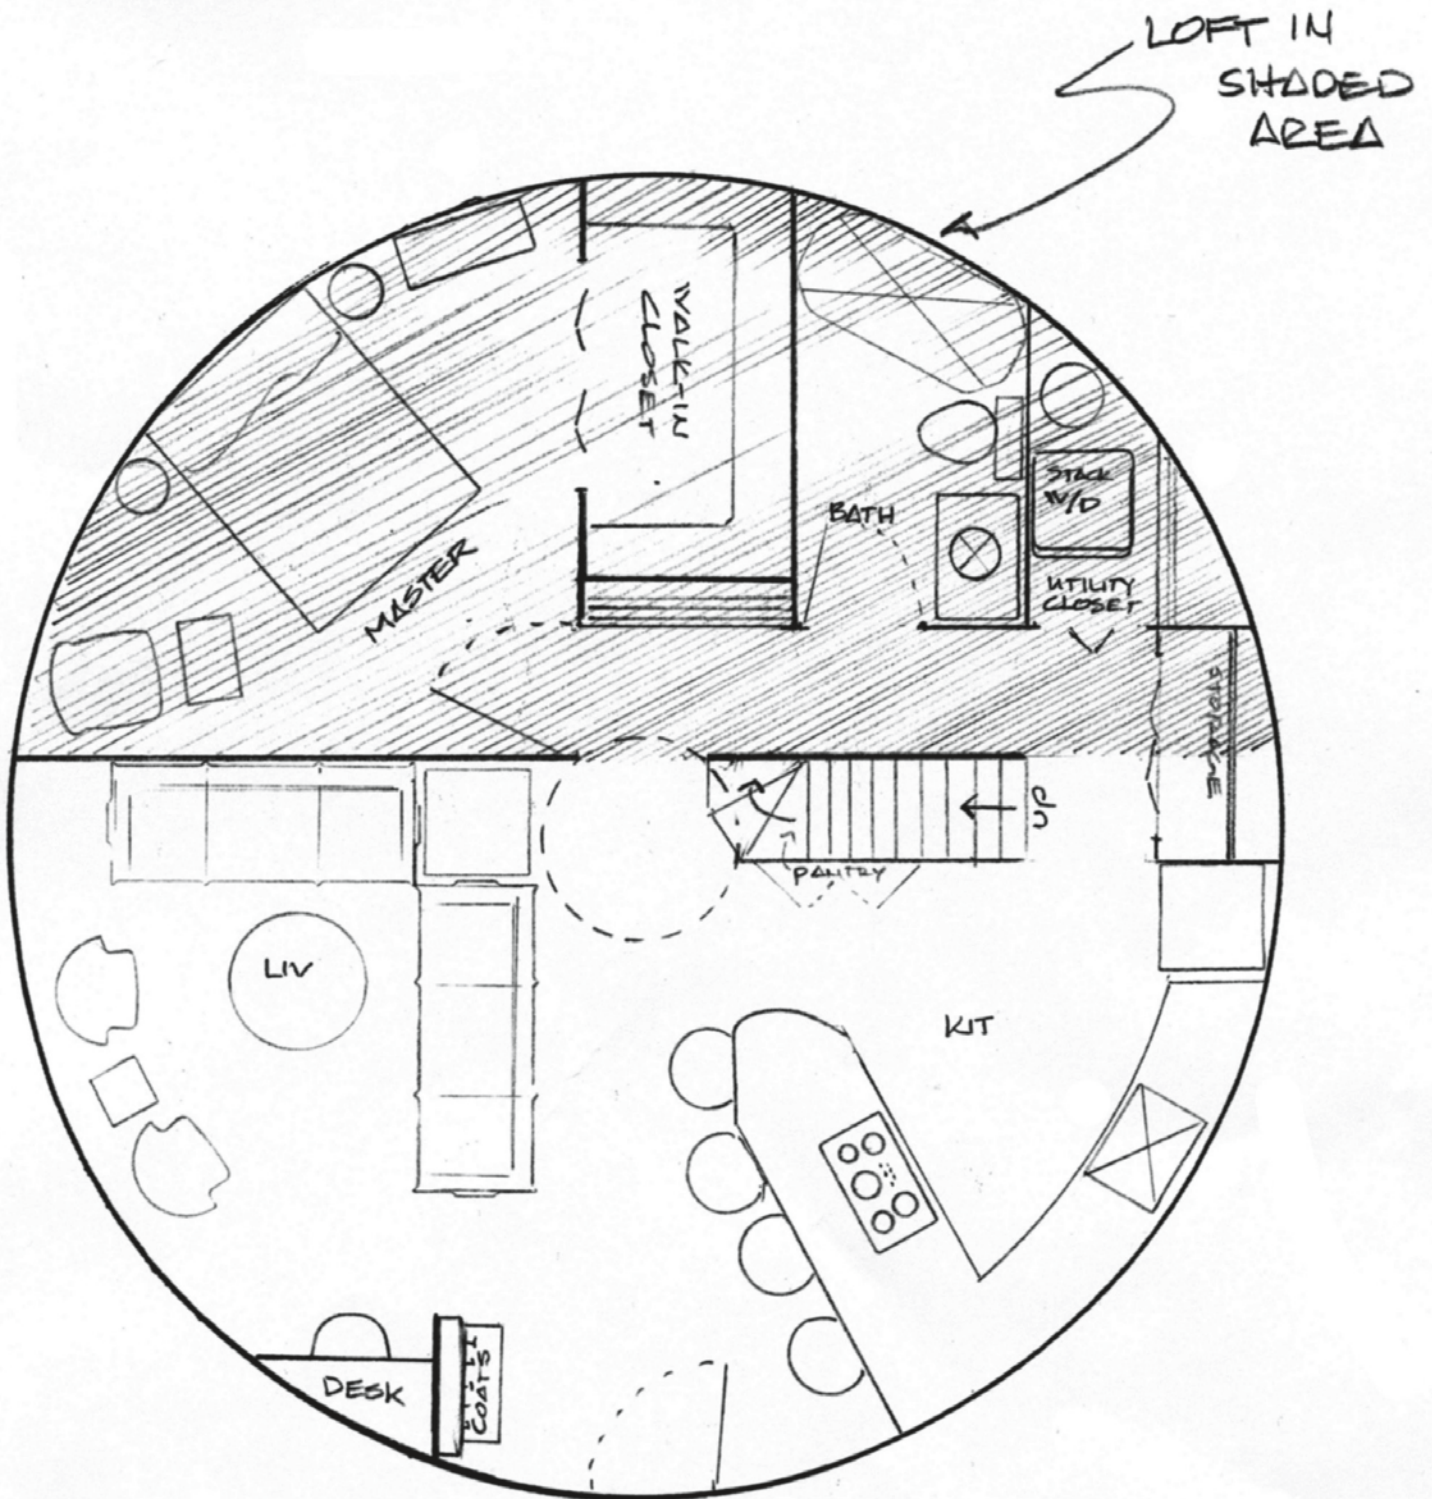 LOFT IN
SHADED
AREA
WALK-IN
CLOSET
STACK
W/D
BATH
UTILITY
CLOSET
MASTER
STORAGE
UP
PANTRY
LIV
KIT
DESK
COATS